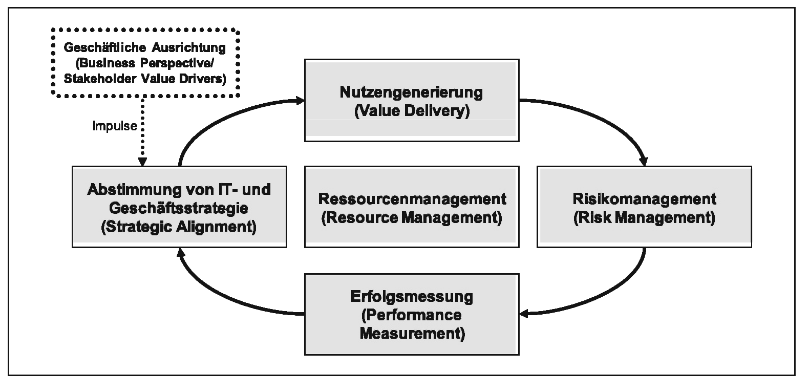 Geschäftliche Ausrichtung
(Business Perspective/
Stakeholder Value Drivers)
Impulse
Nutzengenerierung
(Value Delivery)
Abstimmung von IT- und
Geschäftsstrategie
(Strategic Alignment)
Ressourcenmanagement
(Resource Management)
Risikomanagement
(Risk Management)
Erfolgsmessung
(Performance
Measurement)